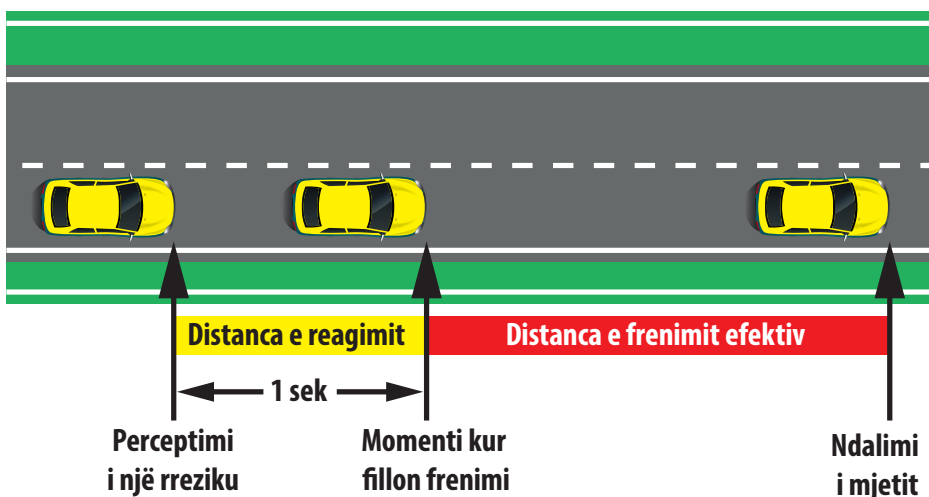 Distanca e reagimit
Distanca e frenimit efektiv
1 sek
Perceptimi
i një rreziku
Momenti kur
fillon frenimi
Ndalimi
i mjetit